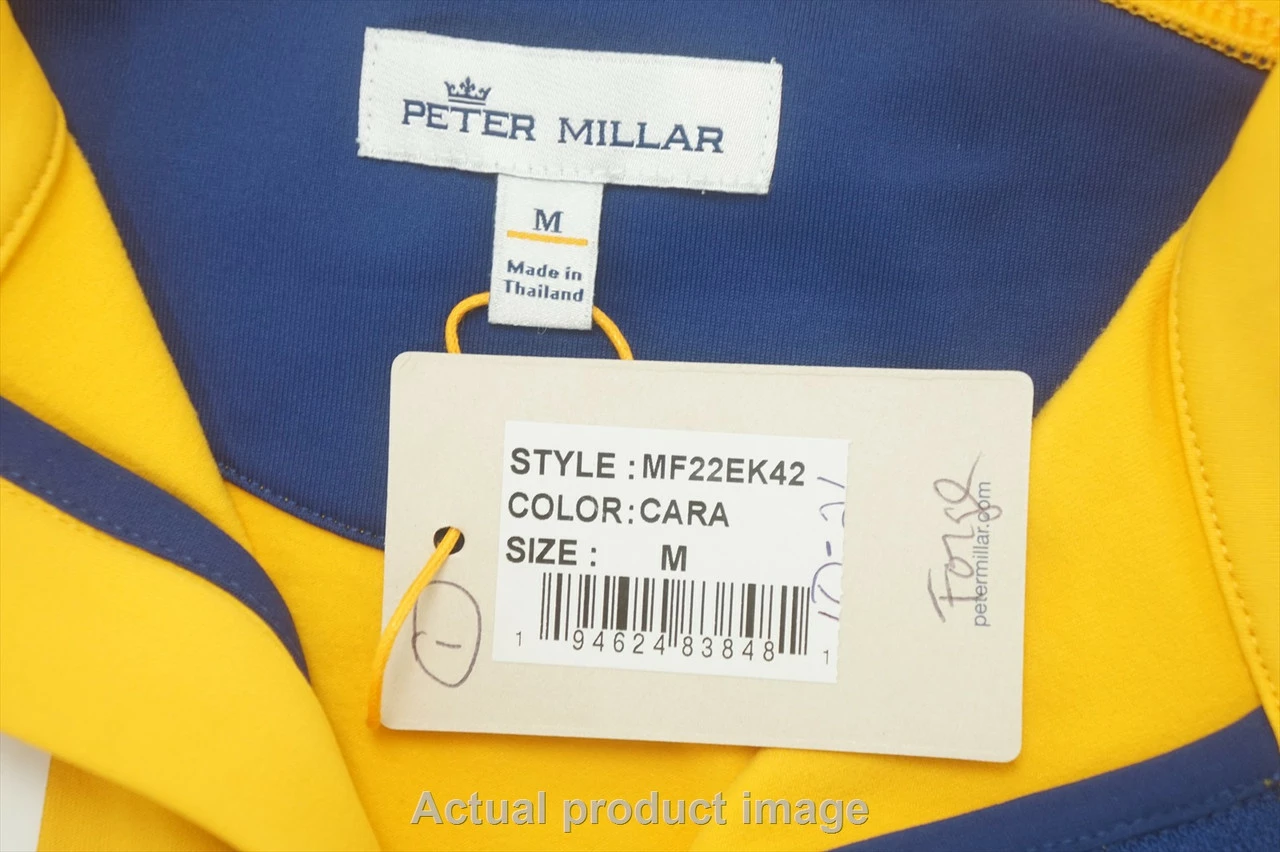 PETER MILLAR
M
Made in
Thailand
STYLE : MF22EK42
COLOR: CARA
SIZE : M
1 94624 83848 1
1
petermillar.com
Actual product image